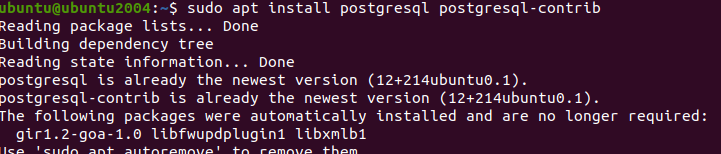 ubuntu@ubuntu2004:~$ sudo apt install postgresql postgresql-contrib
Reading package lists... Done
Building dependency tree
Reading state information... Done
postgresql is already the newest version (12+214ubuntu0.1).
postgresql-contrib is already the newest version (12+214ubuntu0.1).
The following packages were automatically installed and are no longer required:
  gir1.2-goa-1.0 libfwupdplugin1 libxmlb1
Use 'sudo apt autoremove' to remove them